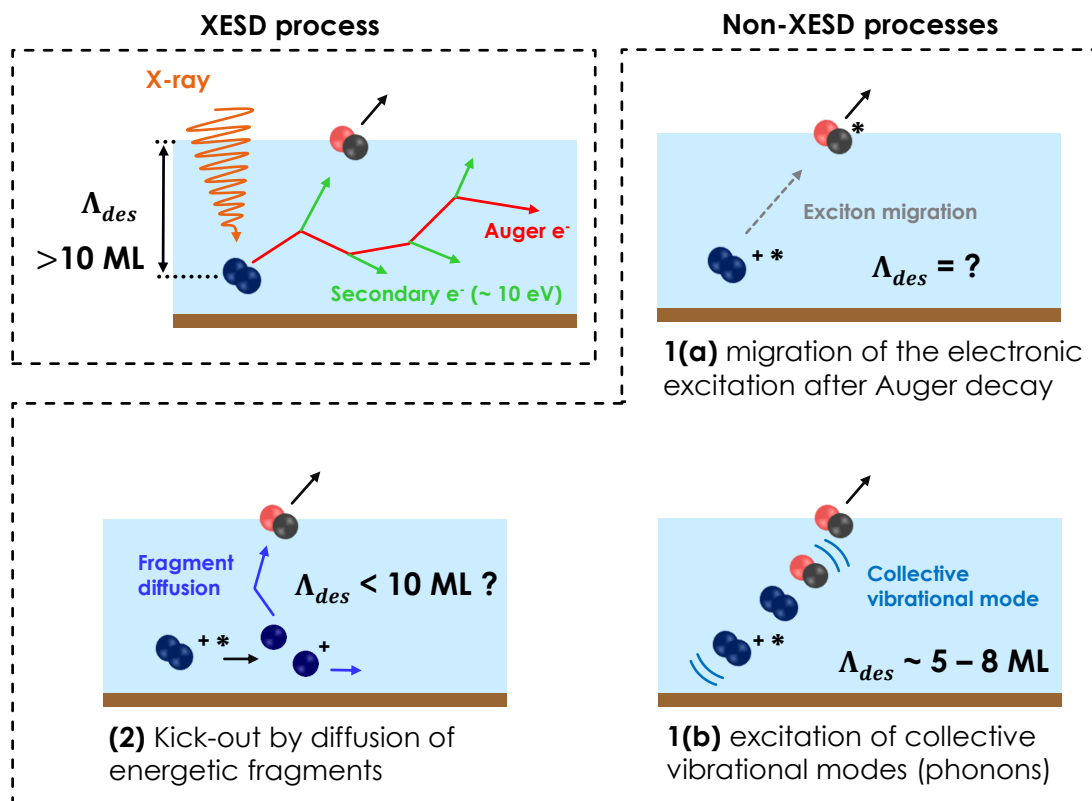 XESD process
Non-XESD processes
X-ray
Λdes
>10 ML
Auger e-
Secondary e- (~ 10 eV)
*
Exciton migration
+ *
Λdes = ?
1(a) migration of the electronic
excitation after Auger decay
Fragment
diffusion
Λdes < 10 ML ?
+ *
+
(2) Kick-out by diffusion of
energetic fragments
Collective
vibrational mode
+ *
Λdes ~ 5 – 8 ML
1(b) excitation of collective
vibrational modes (phonons)